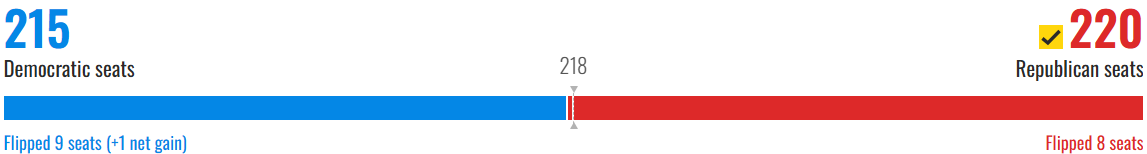 215
220
Democratic seats
218
Republican seats
Flipped 9 seats (+1 net gain)
Flipped 8 seats